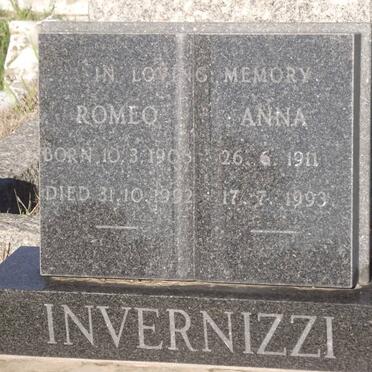 IN LOVING MEMORY
ROMEO ANNA
BORN 10.3.1908 26.6.1911
DIED 31.10.1992 17.7.1993
INVERNIZZI